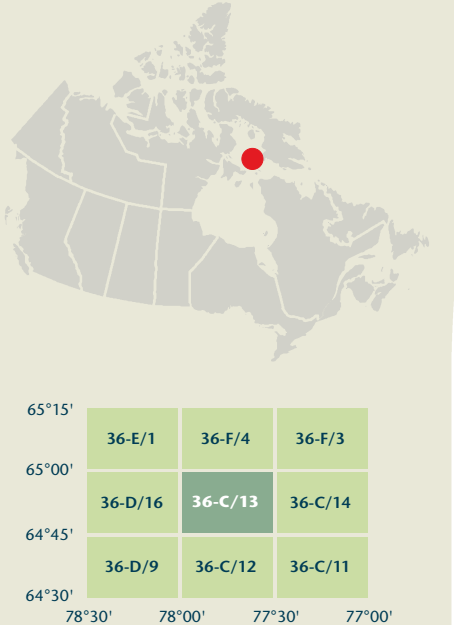 65°15'
36-E/1 36-F/4 36-F/3
65°00'
36-D/16 36-C/13 36-C/14
64°45'
36-D/9 36-C/12 36-C/11
64°30'
78°30' 78°00' 77°30' 77°00'